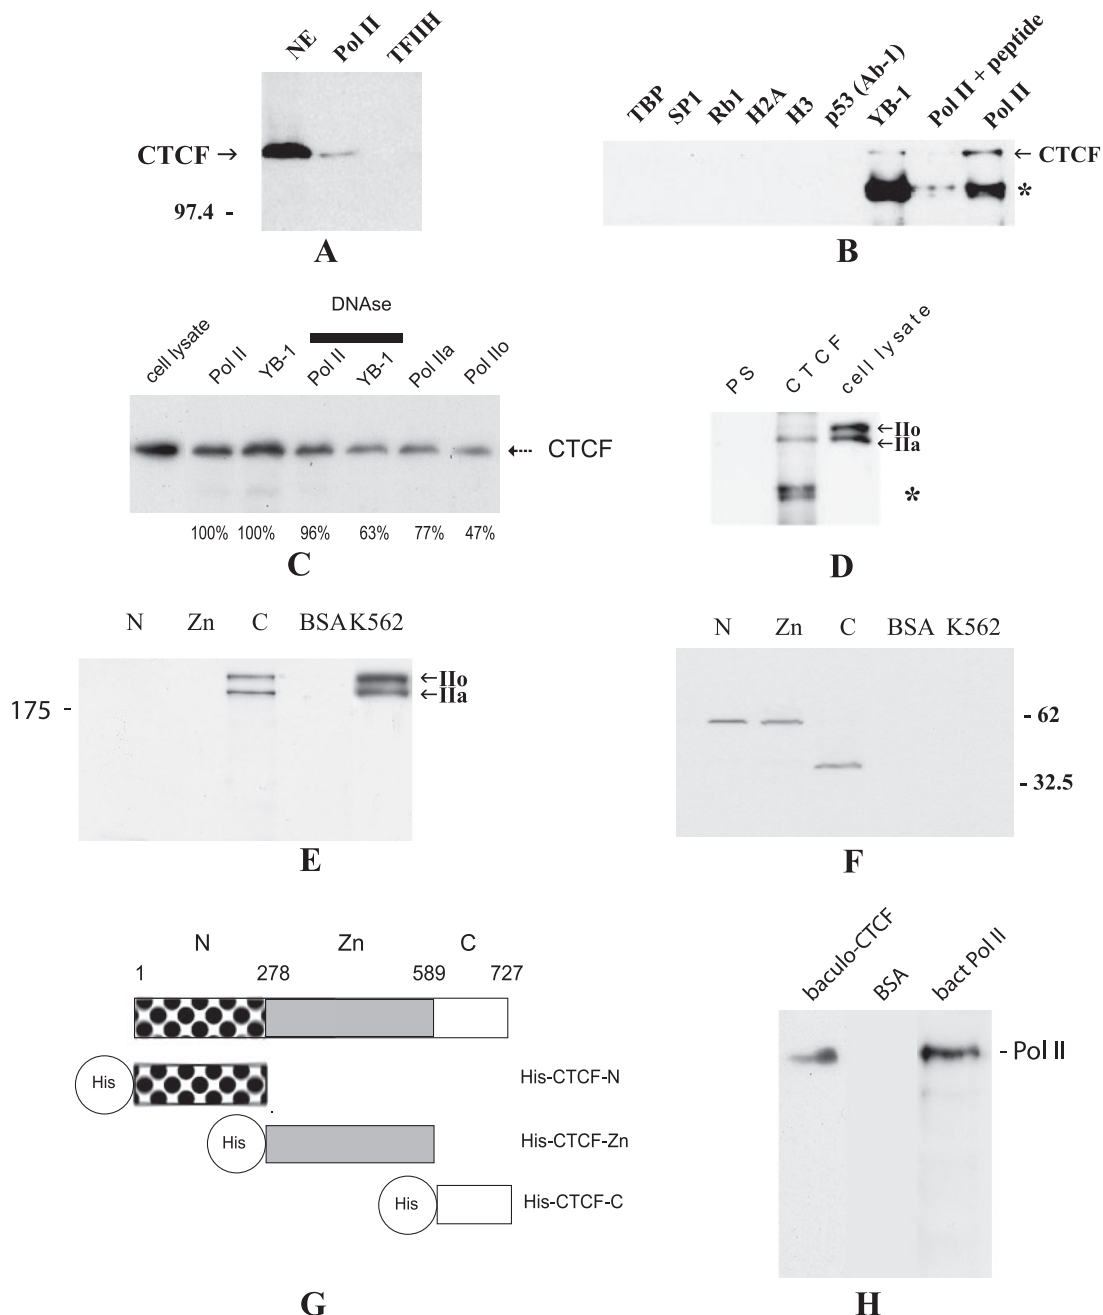 NE Pol II TFIIH
CTCF →
97.4 -
A
TBP SP1 Rb1 H2A H3 p53 (Ab-1) YB-1 Pol II + peptide Pol II
← CTCF
*
B
DNAse
cell lysate Pol II YB-1 Pol II YB-1 Pol IIa Pol IIo
CTCF
100% 100% 96% 63% 77% 47%
C
PS CTCF cell lysate
←IIo
←IIa
*
D
N Zn C BSA K562
←IIo
←IIa
175 -
E
N Zn C BSA K562
- 62
- 32.5
F
N Zn C
1 278 589 727
His His-CTCF-N
His His-CTCF-Zn
His His-CTCF-C
G
baculo-CTCF BSA bact Pol II
- Pol II
H